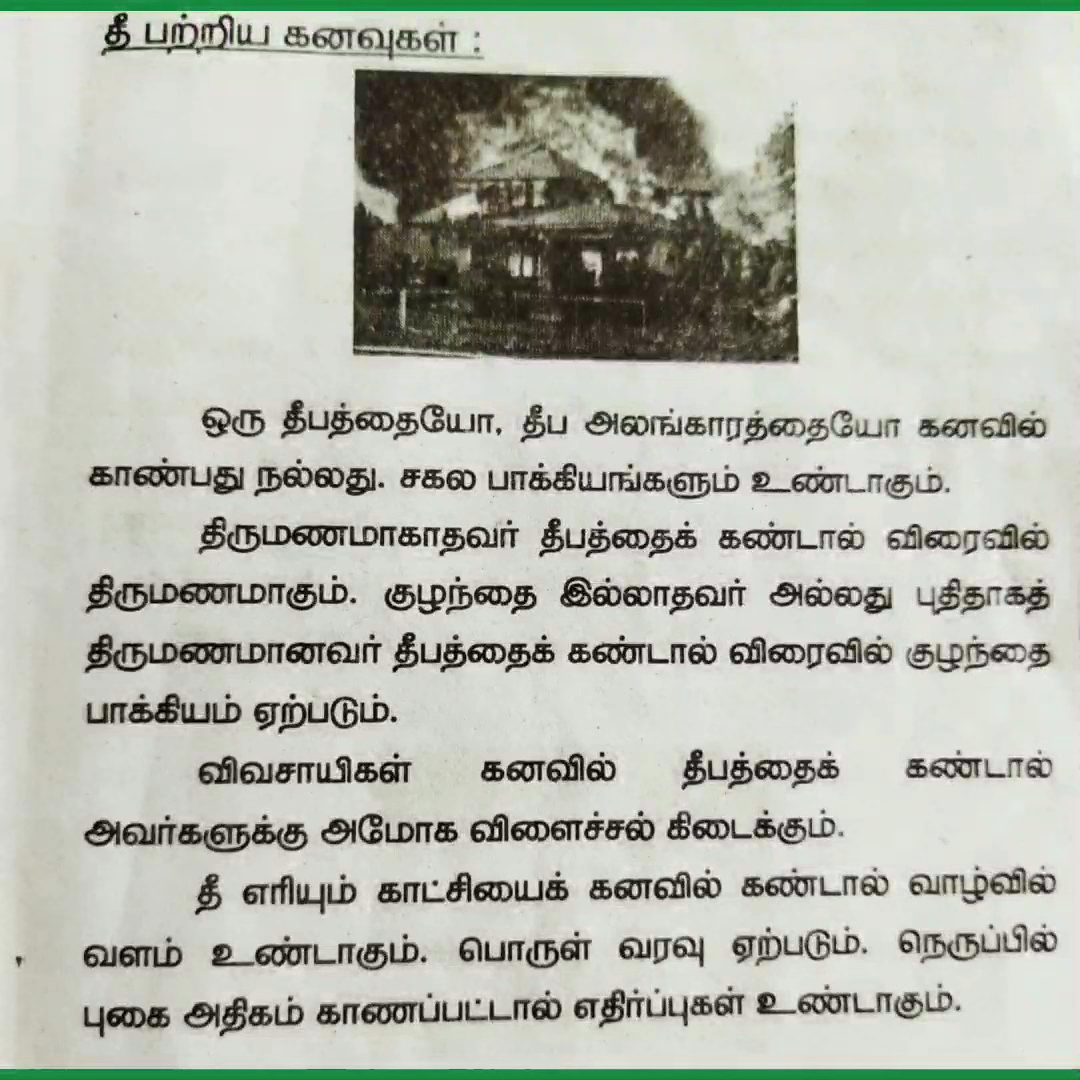 தீ பற்றிய கனவுகள் :
ஒரு தீபத்தையோ, தீப அலங்காரத்தையோ கனவில்
காண்பது நல்லது. சகல பாக்கியங்களும் உண்டாகும்.
திருமணமாகாதவர் தீபத்தைக் கண்டால் விரைவில்
திருமணமாகும். குழந்தை இல்லாதவர் அல்லது புதிதாகத்
திருமணமானவர் தீபத்தைக் கண்டால் விரைவில் குழந்தை
பாக்கியம் ஏற்படும்.
விவசாயிகள் கனவில் தீபத்தைக் கண்டால்
அவர்களுக்கு அமோக விளைச்சல் கிடைக்கும்.
தீ எரியும் காட்சியைக் கனவில் கண்டால் வாழ்வில்
வளம் உண்டாகும். பொருள் வரவு ஏற்படும். நெருப்பில்
புகை அதிகம் காணப்பட்டால் எதிர்ப்புகள் உண்டாகும்.